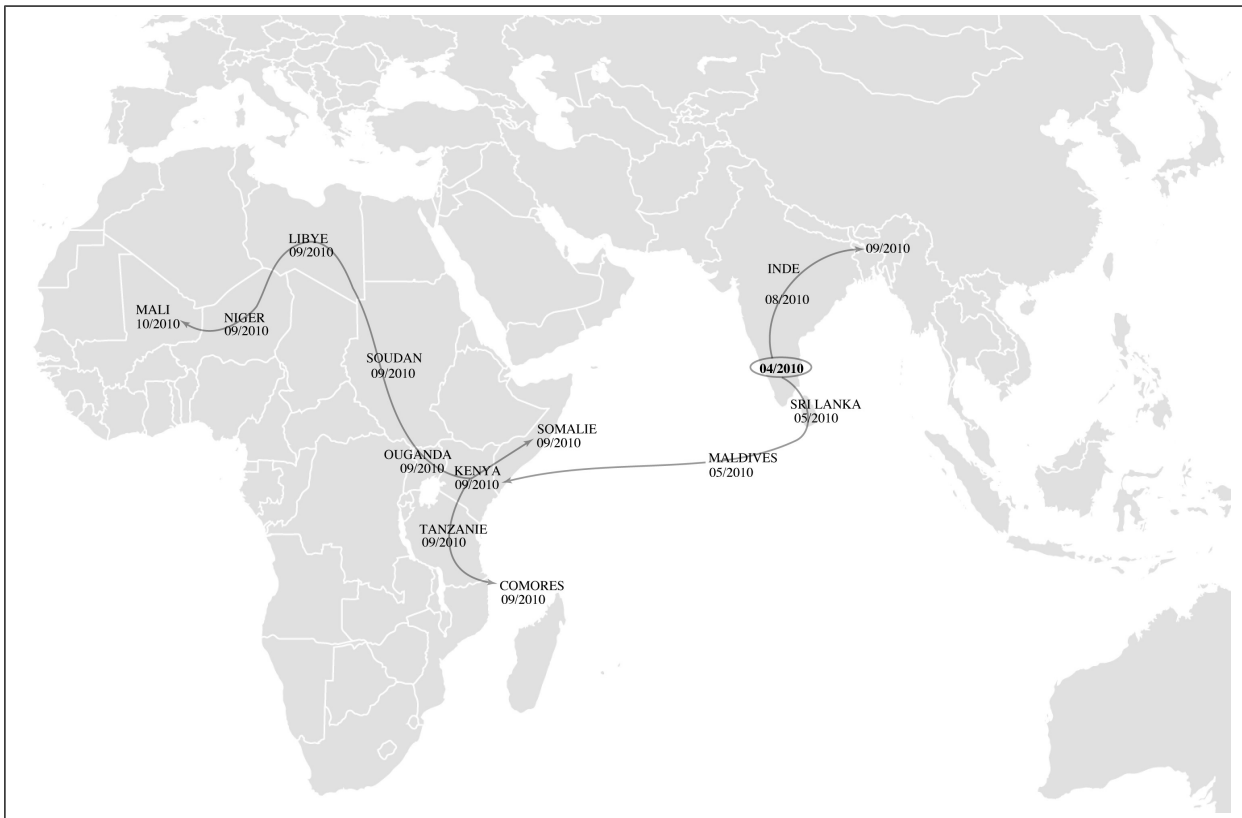 LIBYE
09/2010
09/2010
INDE
08/2010
MALI
10/2010
NIGER
09/2010
SOUDAN
09/2010
04/2010
SRI LANKA
05/2010
SOMALIE
09/2010
OUGANDA
09/2010
KENYA
09/2010
MALDIVES
05/2010
TANZANIE
09/2010
COMORES
09/2010